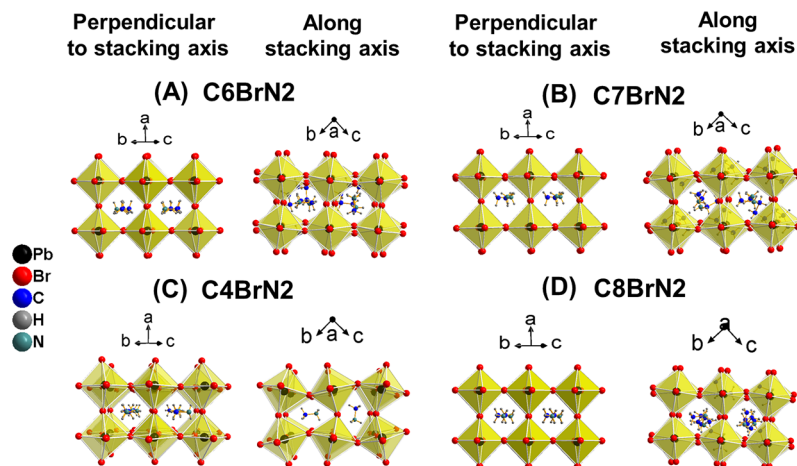 Perpendicular
to stacking axis
Along
stacking axis
Perpendicular
to stacking axis
Along
stacking axis
(A) C6BrN2
(B) C7BrN2
a
b c
b a c
a
b c
b a c
Pb
Br
C
H
N
(C) C4BrN2
(D) C8BrN2
a
b c
b a c
a
b c
a
b c